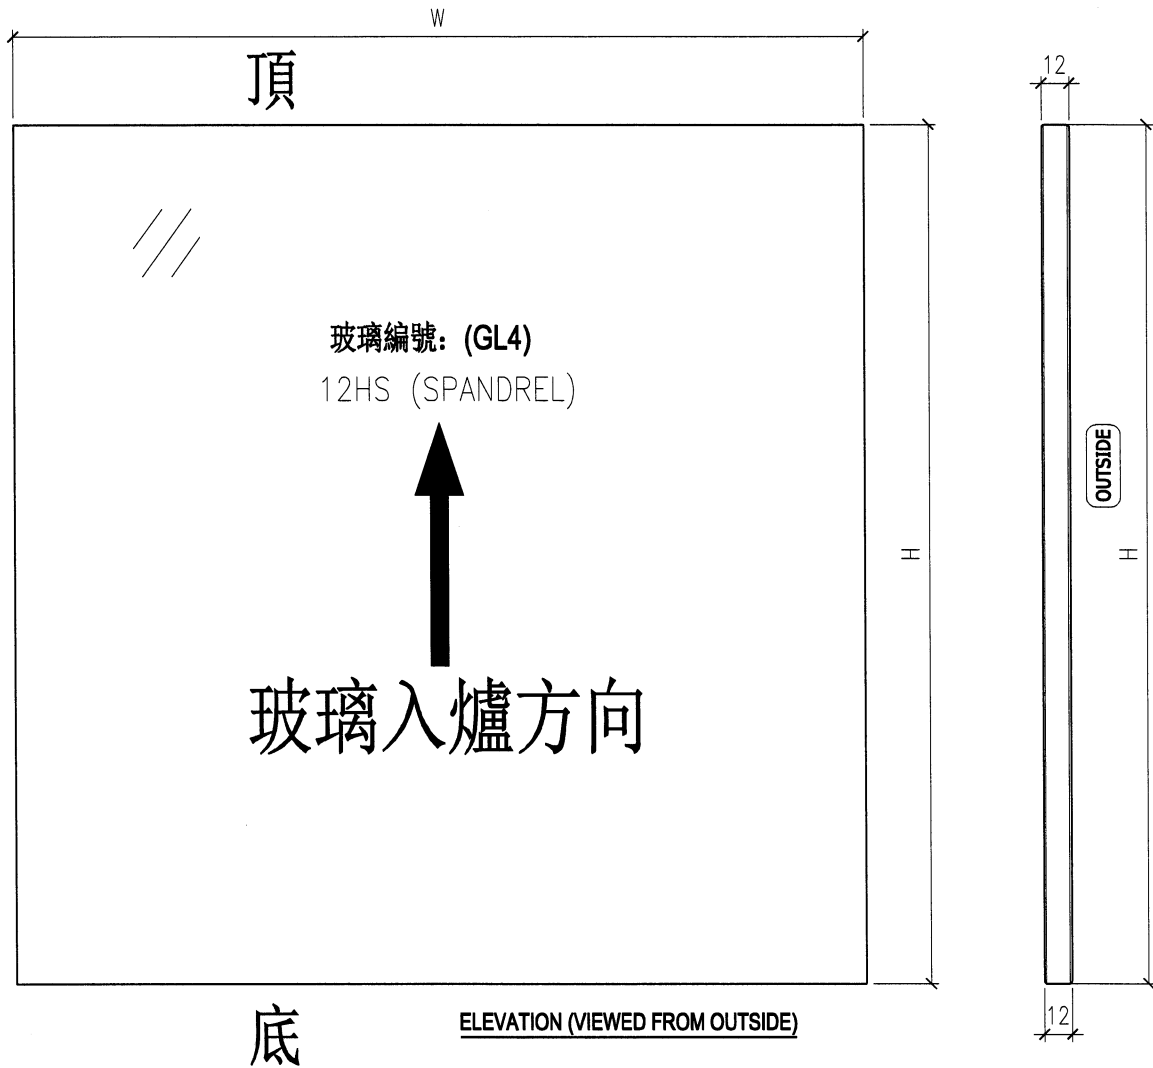 W
頂
12
玻璃編號：(GL4)
12HS (SPANDREL)
OUTSIDE
H
H
玻璃入爐方向
底
ELEVATION (VIEWED FROM OUTSIDE)
12